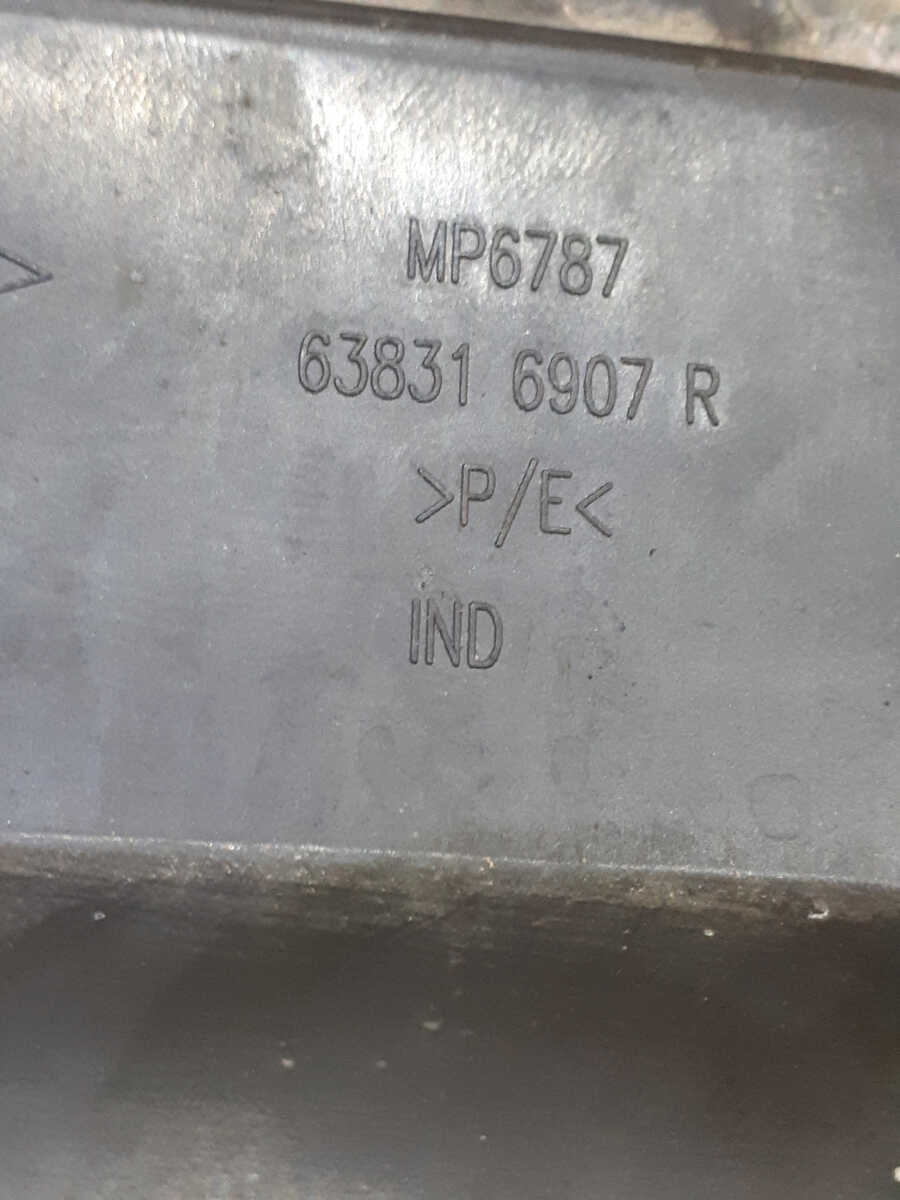 MP6787
63831 6907 R
>P/E<
IND